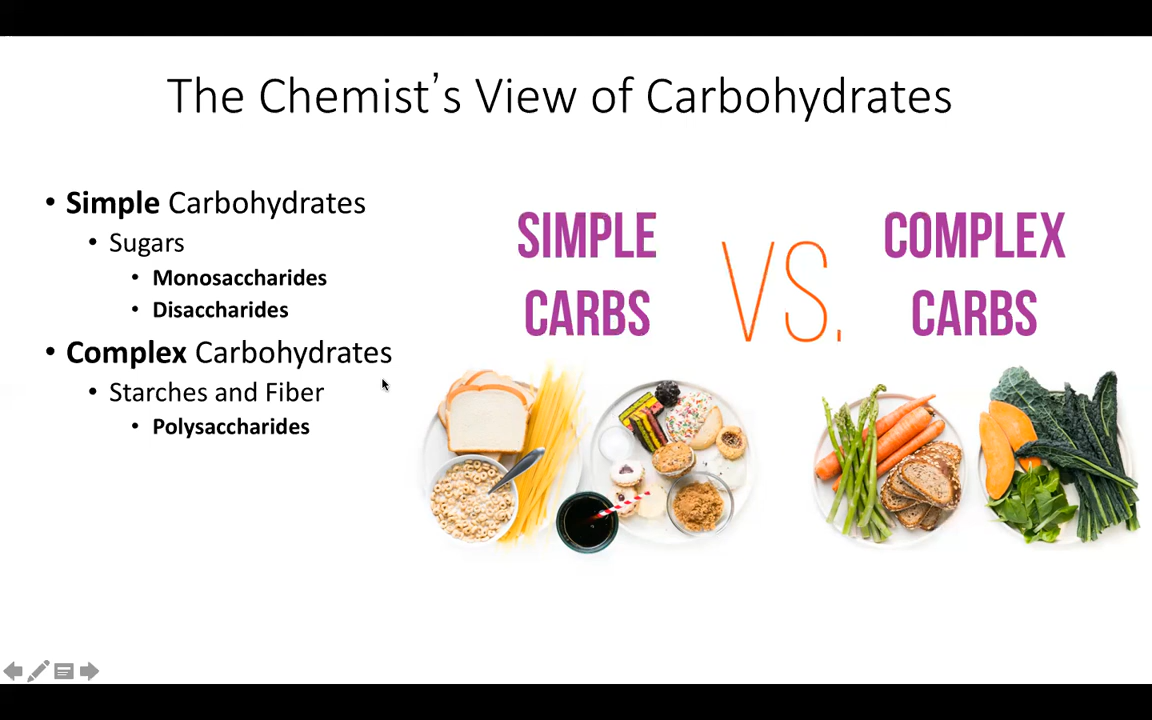 The Chemist’s View of Carbohydrates
• Simple Carbohydrates
• Sugars
• Monosaccharides
• Disaccharides
• Complex Carbohydrates
• Starches and Fiber
• Polysaccharides
SIMPLE
CARBS
VS.
COMPLEX
CARBS